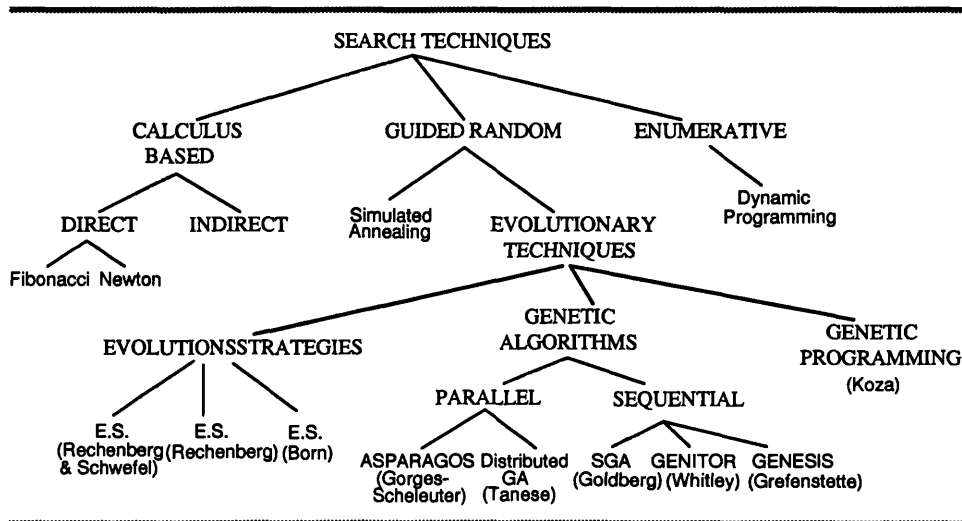 SEARCH TECHNIQUES
CALCULUS
BASED
GUIDED RANDOM
ENUMERATIVE
DIRECT
INDIRECT
Simulated
Annealing
EVOLUTIONARY
TECHNIQUES
Dynamic
Programming
Fibonacci Newton
EVOLUTIONSSTRATEGIES
GENETIC
ALGORITHMS
GENETIC
PROGRAMMING
(Koza)
PARALLEL
SEQUENTIAL
E.S.
(Rechenberg
& Schwefel)
E.S.
(Rechenberg)
E.S.
(Born)
ASPARAGOS
(Gorges-
Scheleuter)
Distributed
GA
(Tanese)
SGA
(Goldberg)
GENITOR
(Whitley)
GENESIS
(Grefenstette)